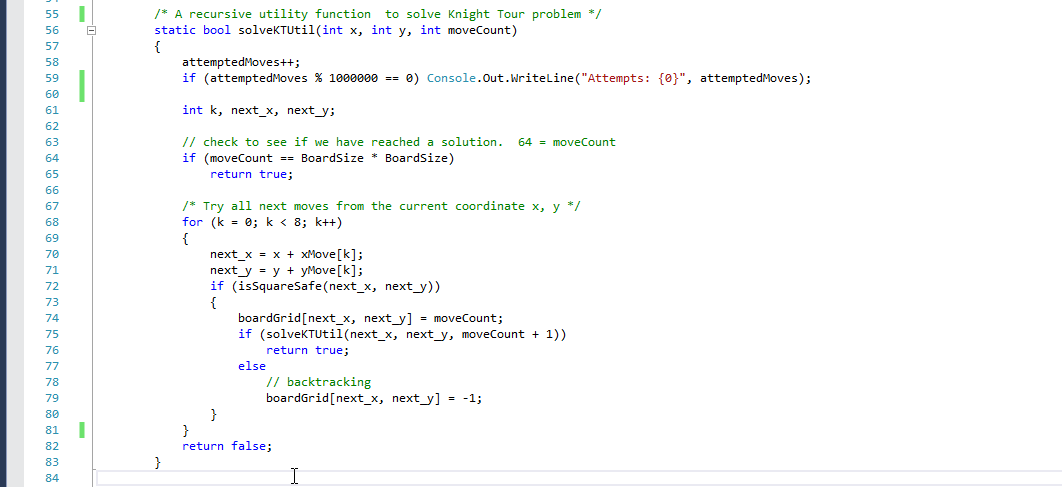 55 /* A recursive utility function  to solve Knight Tour problem */
56 static bool solveKTUtil(int x, int y, int moveCount)
57 {
58     attemptedMoves++;
59     if (attemptedMoves % 1000000 == 0) Console.Out.WriteLine("Attempts: {0}", attemptedMoves);
60
61     int k, next_x, next_y;
62
63     // check to see if we have reached a solution.  64 = moveCount
64     if (moveCount == BoardSize * BoardSize)
65         return true;
66
67     /* Try all next moves from the current coordinate x, y */
68     for (k = 0; k < 8; k++)
69     {
70         next_x = x + xMove[k];
71         next_y = y + yMove[k];
72         if (isSquareSafe(next_x, next_y))
73         {
74             boardGrid[next_x, next_y] = moveCount;
75             if (solveKTUtil(next_x, next_y, moveCount + 1))
76                 return true;
77             else
78                 // backtracking
79                 boardGrid[next_x, next_y] = -1;
80         }
81     }
82     return false;
83 }
84